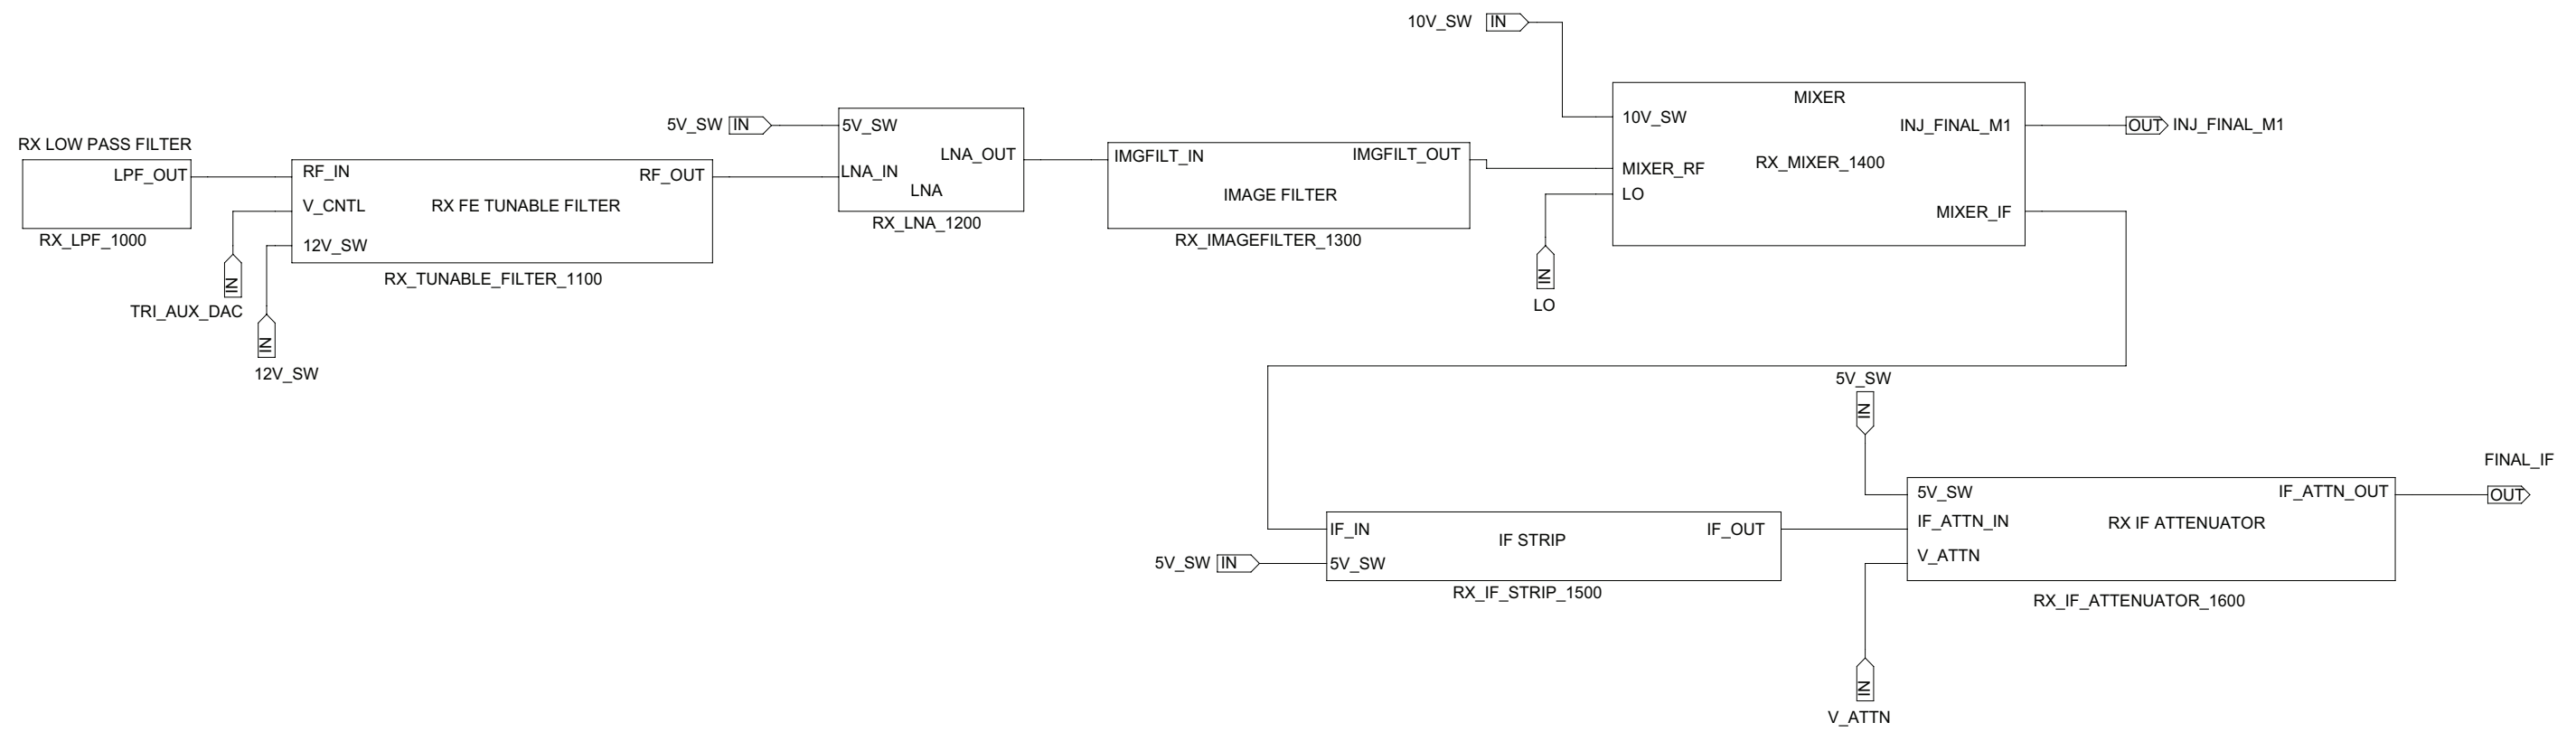 10V_SW IN
MIXER
10V_SW
INJ_FINAL_M1
OUT INJ_FINAL_M1
RX_MIXER_1400
MIXER_RF
LO
MIXER_IF
IN
LO
RX LOW PASS FILTER
LPF_OUT
RX_LPF_1000
RF_IN
RF_OUT
V_CNTL
RX FE TUNABLE FILTER
12V_SW
RX_TUNABLE_FILTER_1100
IN
TRI_AUX_DAC
IN
12V_SW
5V_SW IN
5V_SW
LNA_OUT
LNA_IN
LNA
RX_LNA_1200
IMGFILT_IN
IMGFILT_OUT
IMAGE FILTER
RX_IMAGEFILTER_1300
5V_SW
IN
FINAL_IF
OUT
IF_IN
IF_OUT
IF STRIP
5V_SW IN
5V_SW
RX_IF_STRIP_1500
5V_SW
IF_ATTN_OUT
IF_ATTN_IN
RX IF ATTENUATOR
V_ATTN
RX_IF_ATTENUATOR_1600
IN
V_ATTN